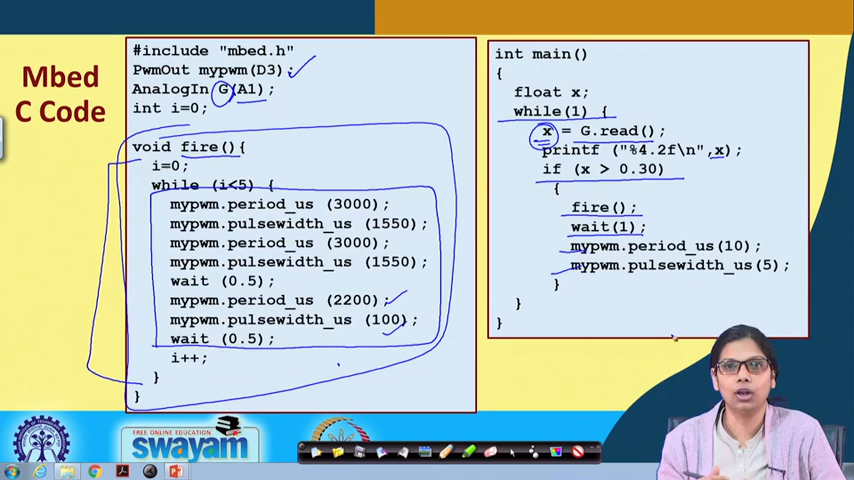 Mbed
C Code
#include "mbed.h"
PwmOut mypwm(D3);
AnalogIn G(A1);
int i=0;
void fire(){
i=0;
while (i<5) {
mypwm.period_us (3000);
mypwm.pulsewidth_us (1550);
mypwm.period_us (3000);
mypwm.pulsewidth_us (1550);
wait (0.5);
mypwm.period_us (2200);
mypwm.pulsewidth_us (100);
wait (0.5);
i++;
}
}
int main()
{
float x;
while(1) {
x = G.read();
printf ("%4.2f\n",x);
if (x > 0.30)
{
fire();
wait(1);
mypwm.period_us(10);
mypwm.pulsewidth_us(5);
}
}
}
FREE ONLINE EDUCATION
swayam